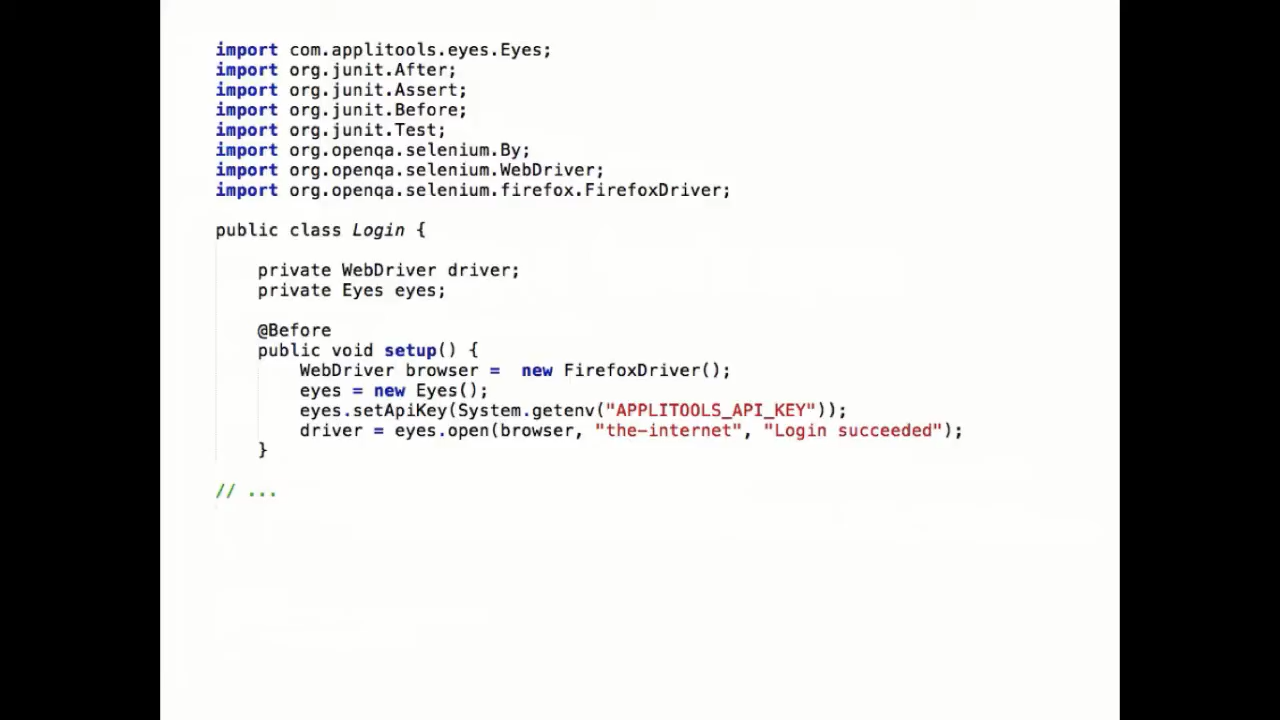 import com.applitools.eyes.Eyes;
import org.junit.After;
import org.junit.Assert;
import org.junit.Before;
import org.junit.Test;
import org.openqa.selenium.By;
import org.openqa.selenium.WebDriver;
import org.openqa.selenium.firefox.FirefoxDriver;

public class Login {

    private WebDriver driver;
    private Eyes eyes;

    @Before
    public void setup() {
        WebDriver browser =  new FirefoxDriver();
        eyes = new Eyes();
        eyes.setApiKey(System.getenv("APPLITOOLS_API_KEY"));
        driver = eyes.open(browser, "the-internet", "Login succeeded");
    }

// ...